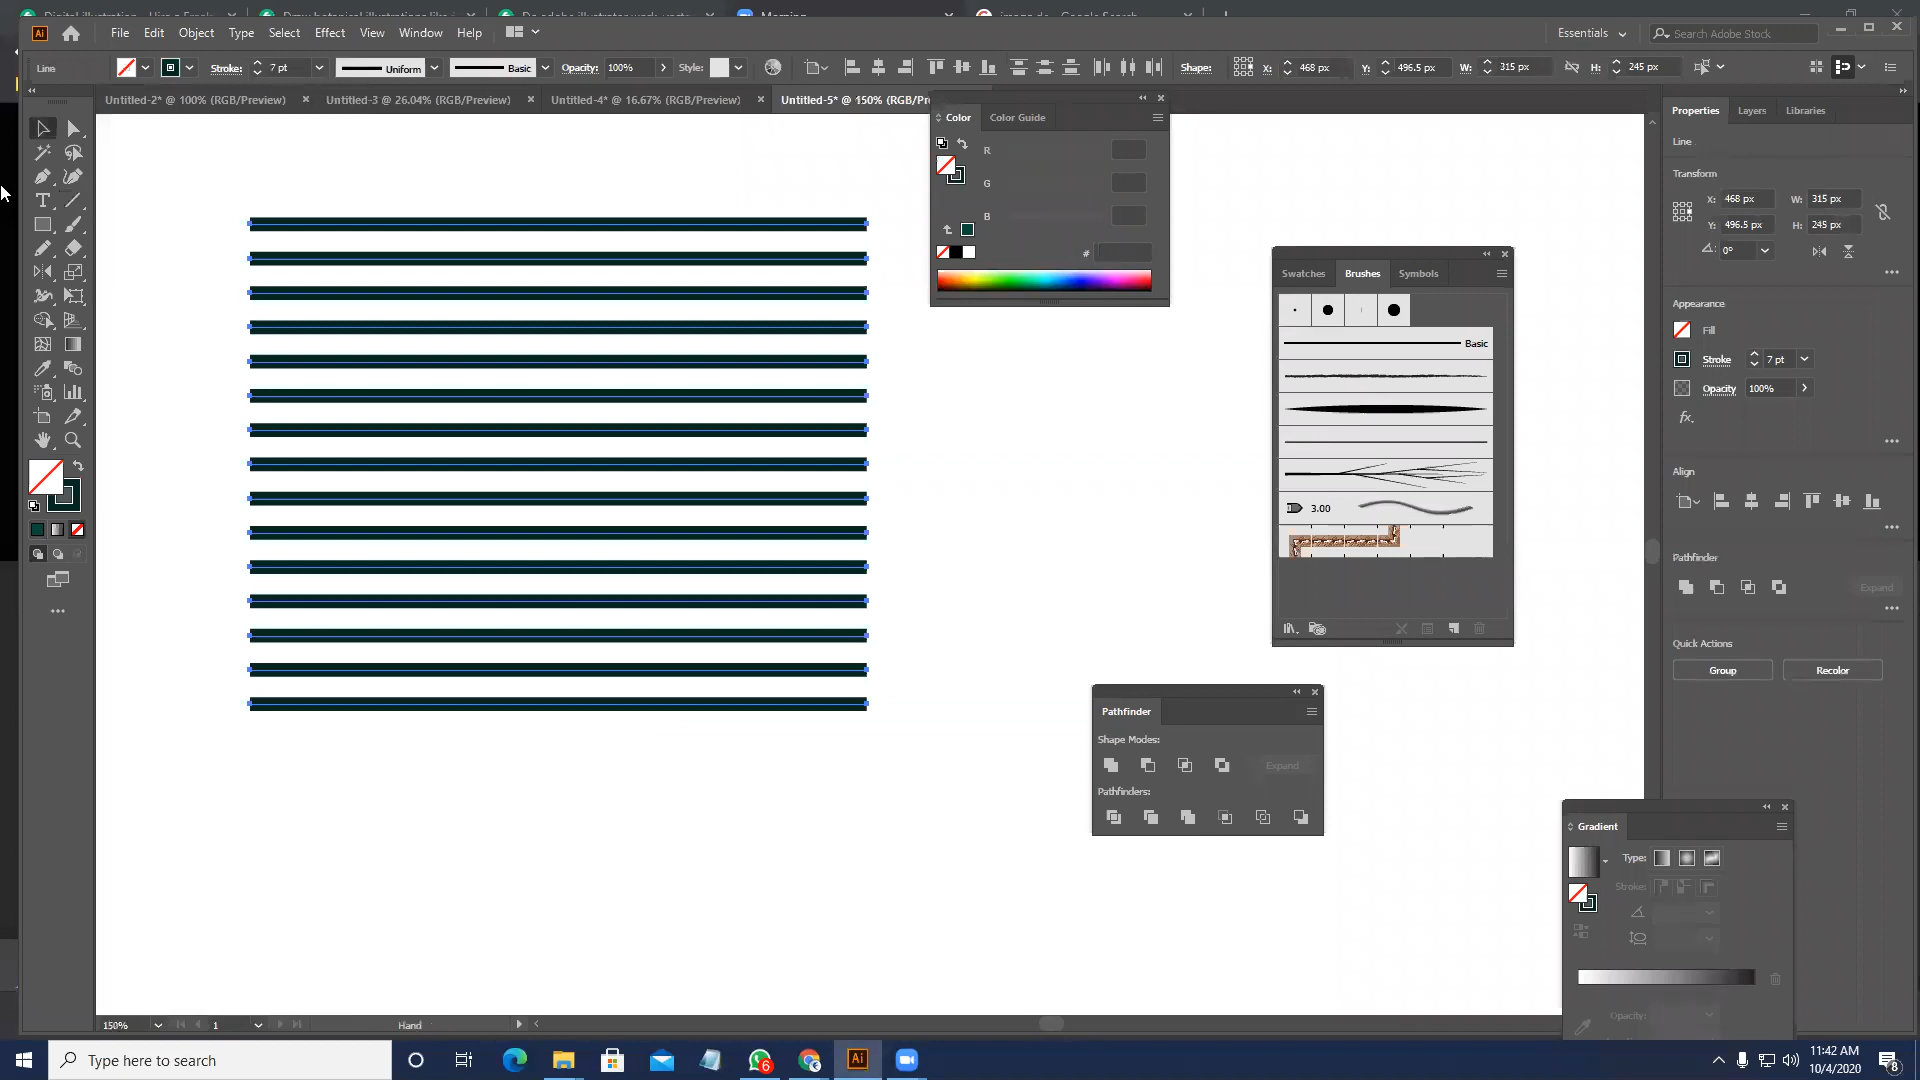 Ai File Edit Object Type Select Effect View Window Help Essentials Search Adobe Stock
Line Stroke: 7 pt Uniform Basic Opacity: 100% Style: Shape: X: 468 px Y: 496.5 px W: 315 px H: 245 px
Untitled-2* @ 100% (RGB/Preview) × Untitled-3 @ 26.04% (RGB/Preview) × Untitled-4* @ 16.67% (RGB/Preview) × Untitled-5* @ 150% (RGB/Pre
Color Color Guide
R
G
B
#
Swatches Brushes Symbols
Basic
3.00
Pathfinder
Shape Modes:
Expand
Pathfinders:
Properties Layers Libraries
Line
Transform
X: 468 px W: 315 px
Y: 496.5 px H: 245 px
0°
Appearance
Fill
Stroke 7 pt
Opacity 100%
fx.
Align
Pathfinder
Expand
Quick Actions
Group Recolor
Gradient
Type:
Stroke:
Opacity:
150% 1 Hand
Type here to search
6
Ai
11:42 AM
10/4/2020
8